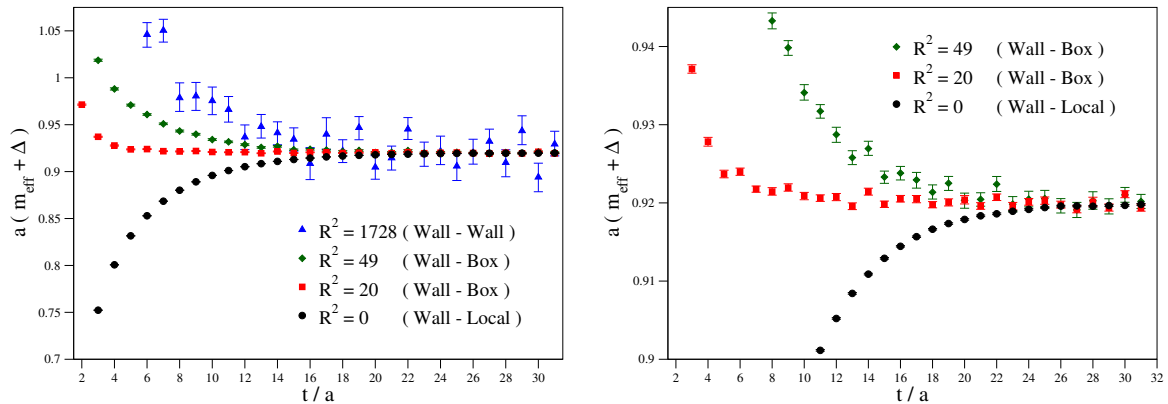 a ( m_eff + Δ )
1.05
1
0.95
0.9
0.85
0.8
0.75
0.7
R² = 1728 ( Wall - Wall )
R² = 49 ( Wall - Box )
R² = 20 ( Wall - Box )
R² = 0 ( Wall - Local )
2 4 6 8 10 12 14 16 18 20 22 24 26 28 30
t / a
a ( m_eff + Δ )
0.94
0.93
0.92
0.91
0.9
R² = 49 ( Wall - Box )
R² = 20 ( Wall - Box )
R² = 0 ( Wall - Local )
2 4 6 8 10 12 14 16 18 20 22 24 26 28 30 32
t / a